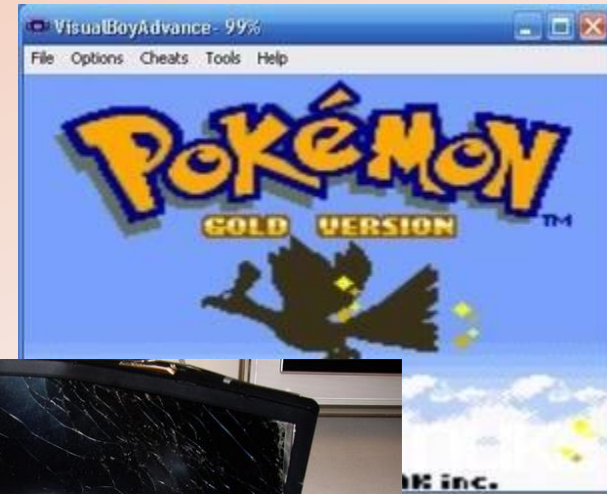 VisualBoyAdvance- 99%
File Options Cheats Tools Help
POKéMON
TM
GOLD VERSION
inc.